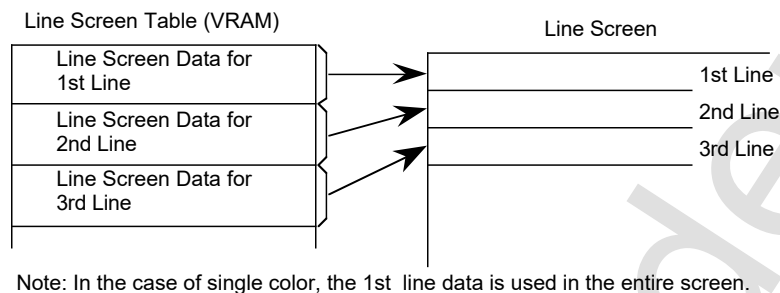 Line Screen Table (VRAM)
Line Screen
Line Screen Data for
1st Line
Line Screen Data for
2nd Line
Line Screen Data for
3rd Line
1st Line
2nd Line
3rd Line
Note: In the case of single color, the 1st line data is used in the entire screen.